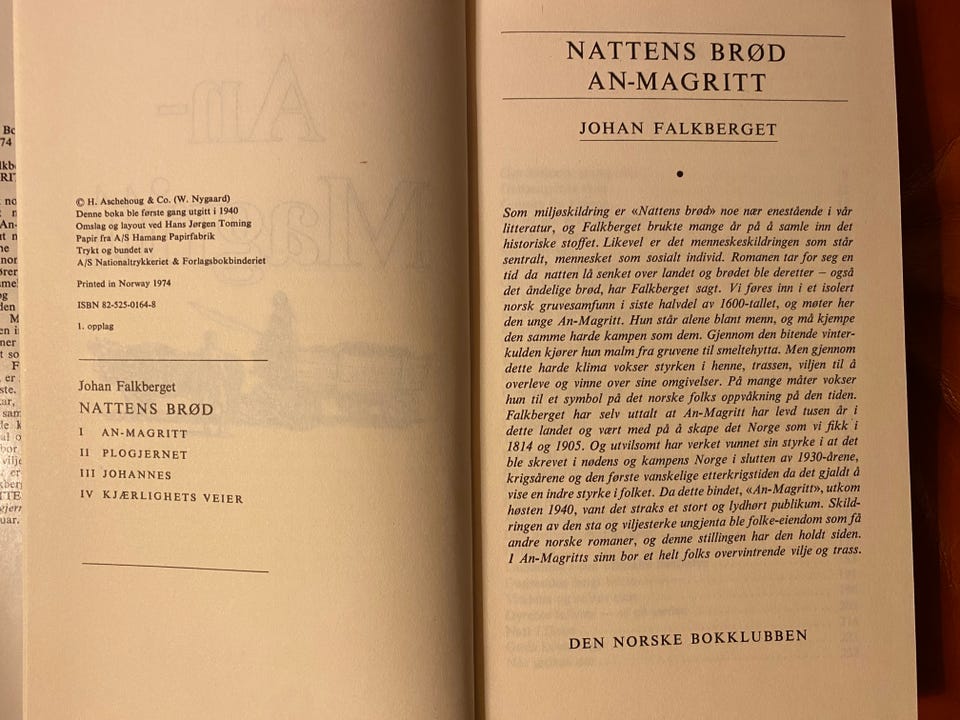 © H. Aschehoug & Co. (W. Nygaard)
Denne boka ble første gang utgitt i 1940
Omslag og layout ved Hans Jørgen Toming
Papir fra A/S Hamang Papirfabrik
Trykt og bundet av
A/S Nationaltrykkeriet & Forlagsbokbinderiet
Printed in Norway 1974
ISBN 82-525-0164-8
1. opplag
Johan Falkberget
NATTENS BRØD
I AN-MAGRITT
II PLOGJERNET
III JOHANNES
IV KJÆRLIGHETS VEIER
NATTENS BRØD
AN-MAGRITT
JOHAN FALKBERGET
Som miljøskildring er «Nattens brød» noe nær enestående i vår
litteratur, og Falkberget brukte mange år på å samle inn det
historiske stoffet. Likevel er det menneskeskildringen som står
sentralt, mennesket som sosialt individ. Romanen tar for seg en
tid da natten lå senket over landet og brødet ble deretter – også
det åndelige brød, har Falkberget sagt. Vi føres inn i et isolert
norsk gruvesamfunn i siste halvdel av 1600-tallet, og møter her
den unge An-Magritt. Hun står alene blant menn, og må kjempe
den samme harde kampen som dem. Gjennom den bitende vinter-
kulden kjører hun malm fra gruvene til smeltehytta. Men gjennom
dette harde klima vokser styrken i henne, trassen, viljen til å
overleve og vinne over sine omgivelser. På mange måter vokser
hun til et symbol på det norske folks oppvåkning på den tiden.
Falkberget har selv uttalt at An-Magritt har levd tusen år i
dette landet og vært med på å skape det Norge som vi fikk i
1814 og 1905. Og utvilsomt har verket vunnet sin styrke i at det
ble skrevet i nødens og kampens Norge i slutten av 1930-årene,
krigsårene og den første vanskelige etterkrigstiden da det gjaldt å
vise en indre styrke i folket. Da dette bindet, «An-Magritt», utkom
høsten 1940, vant det straks et stort og lydhørt publikum. Skild-
ringen av den sta og viljesterke ungjenta ble folke-eiendom som få
andre norske romaner, og denne stillingen har den holdt siden.
I An-Magritts sinn bor et helt folks overvintrende vilje og trass.
DEN NORSKE BOKKLUBBEN